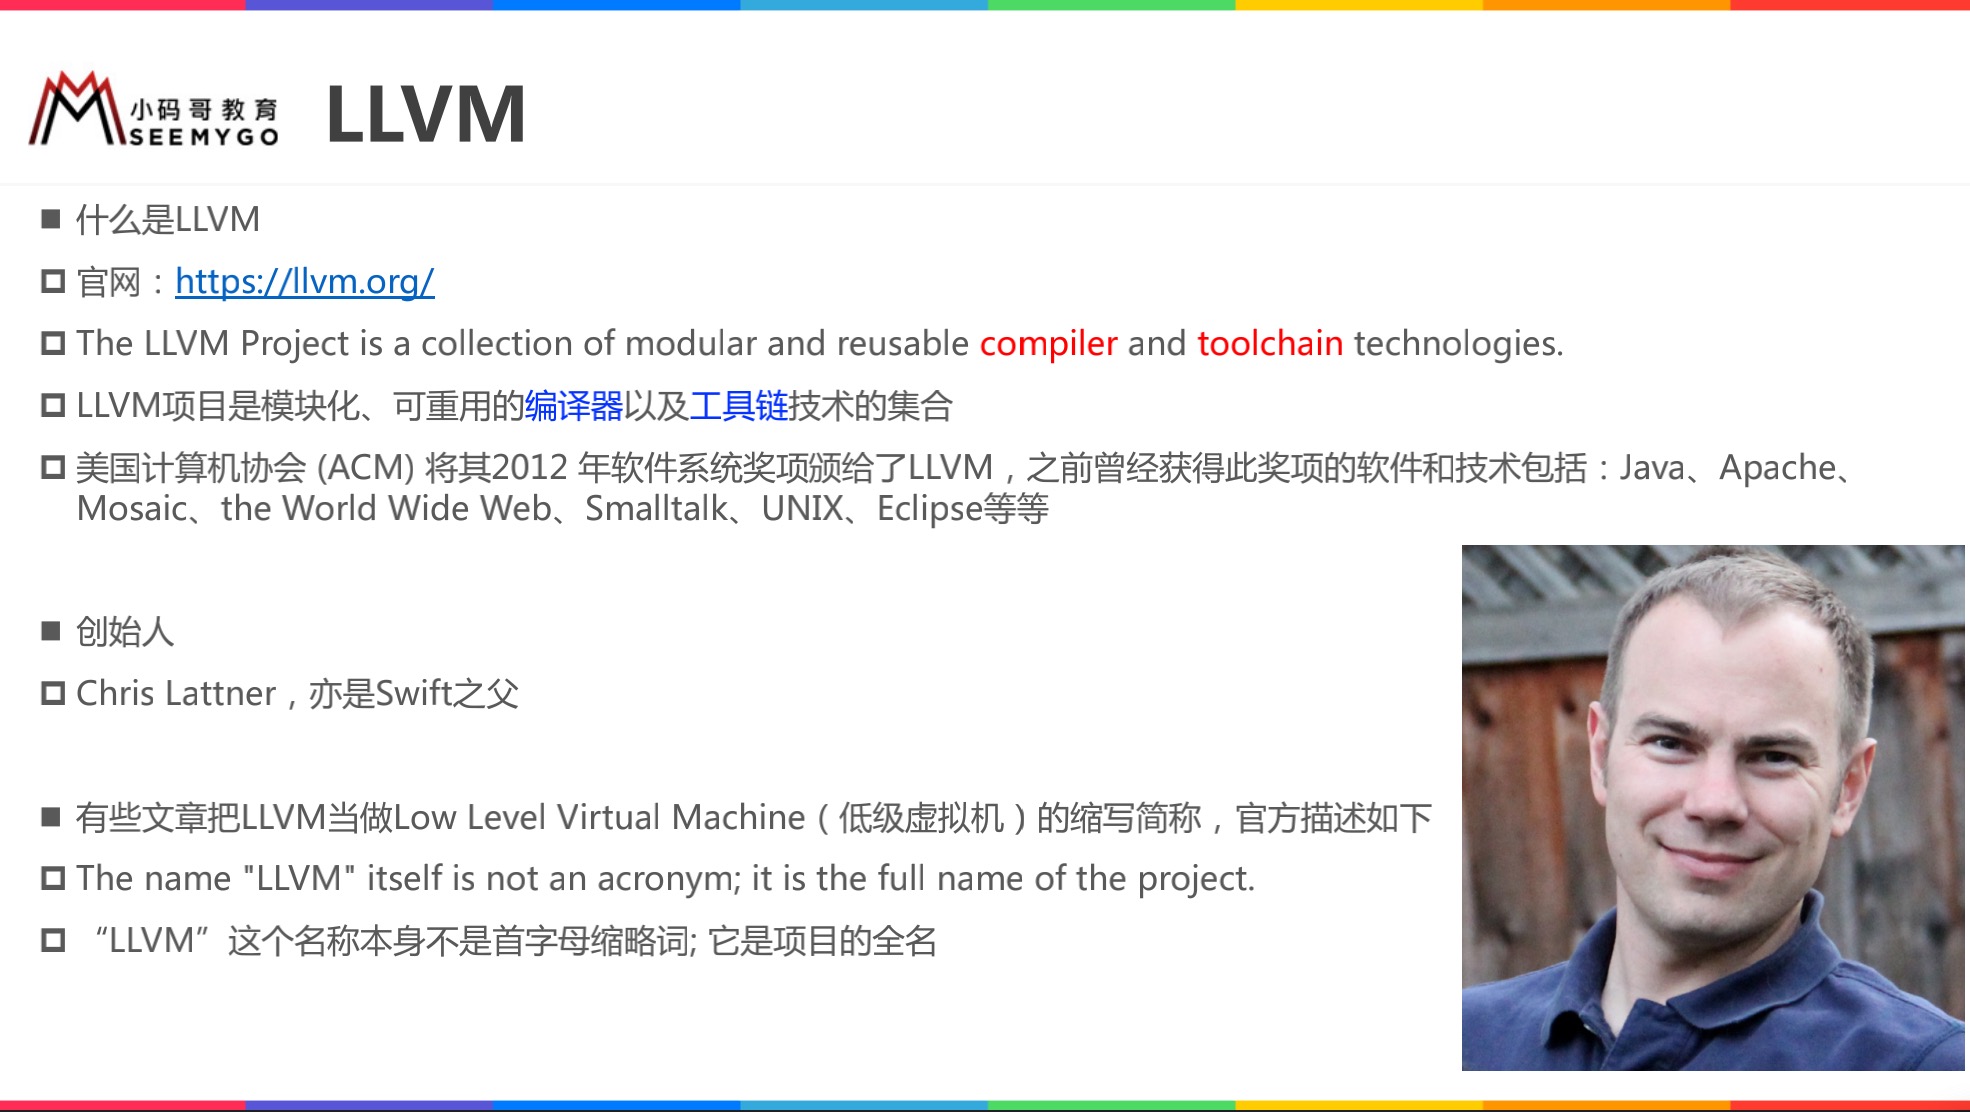 小码哥教育
SEEMYGO
LLVM
什么是LLVM
官网：https://llvm.org/
The LLVM Project is a collection of modular and reusable compiler and toolchain technologies.
LLVM项目是模块化、可重用的编译器以及工具链技术的集合
美国计算机协会 (ACM) 将其2012 年软件系统奖项颁给了LLVM，之前曾经获得此奖项的软件和技术包括：Java、Apache、
Mosaic、the World Wide Web、Smalltalk、UNIX、Eclipse等等
创始人
Chris Lattner，亦是Swift之父
有些文章把LLVM当做Low Level Virtual Machine（低级虚拟机）的缩写简称，官方描述如下
The name "LLVM" itself is not an acronym; it is the full name of the project.
“LLVM”这个名称本身不是首字母缩略词; 它是项目的全名